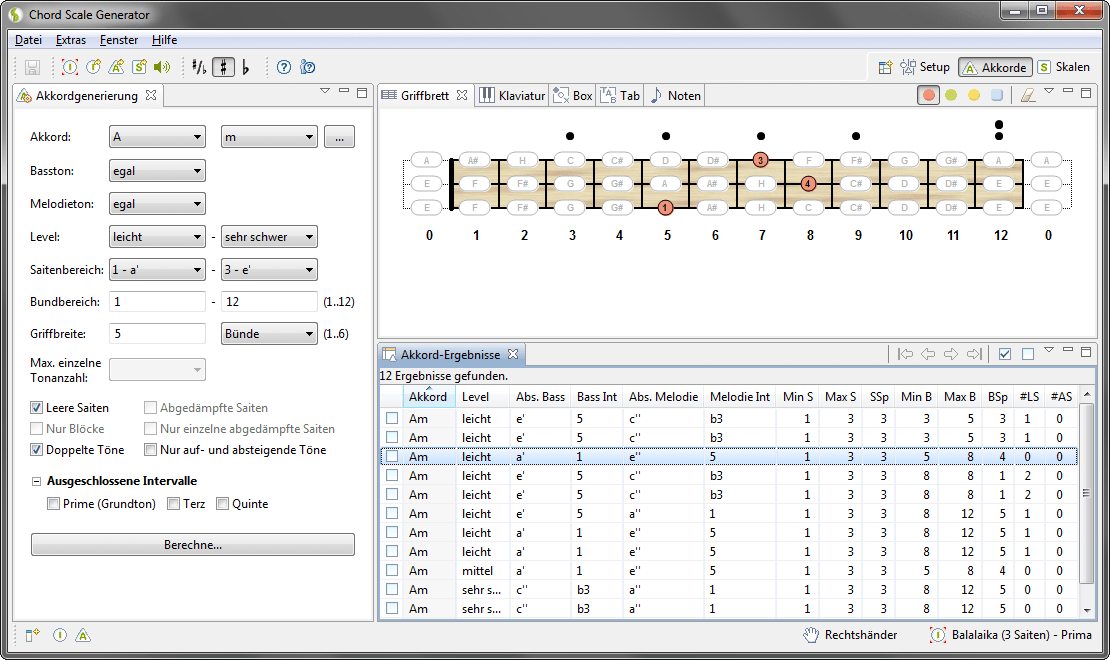 Chord Scale Generator
Datei Extras Fenster Hilfe
#/b # b Setup Akkorde Skalen
Akkordgenerierung
Akkord: A m ...
Basston: egal
Melodieton: egal
Level: leicht - sehr schwer
Saitenbereich: 1 - a' - 3 - e'
Bundbereich: 1 - 12 (1..12)
Griffbreite: 5 Bünde (1..6)
Max. einzelne
Tonanzahl:
Leere Saiten Abgedämpfte Saiten
Nur Blöcke Nur einzelne abgedämpfte Saiten
Doppelte Töne Nur auf- und absteigende Töne
Ausgeschlossene Intervalle
Prime (Grundton) Terz Quinte
Berechne...
Griffbrett Klaviatur Box Tab Noten
A A# H C C# D D# 3 F F# G G# A A
E F F# G G# A A# H 4 C# D D# E E
E F F# G G# 1 A# H C C# D D# E E
0 1 2 3 4 5 6 7 8 9 10 11 12 0
Akkord-Ergebnisse
12 Ergebnisse gefunden.
Akkord Level Abs. Bass Bass Int Abs. Melodie Melodie Int Min S Max S SSp Min B Max B BSp #LS #AS
Am leicht e' 5 c'' b3 1 3 3 3 5 3 1 0
Am leicht e' 5 c'' b3 1 3 3 3 5 3 1 0
Am leicht a' 1 e'' 5 1 3 3 5 8 4 0 0
Am leicht e' 5 c'' b3 1 3 3 8 8 1 2 0
Am leicht e' 5 c'' b3 1 3 3 8 8 1 2 0
Am leicht e' 5 a'' 1 1 3 3 8 12 5 1 0
Am leicht a' 1 e'' 5 1 3 3 8 12 5 1 0
Am leicht a' 1 e'' 5 1 3 3 8 12 5 1 0
Am mittel a' 1 e'' 5 1 3 3 5 8 4 0 0
Am sehr s... c'' b3 a'' 1 1 3 3 8 12 5 0 0
Am sehr s... c'' b3 a'' 1 1 3 3 8 12 5 0 0
Rechtshänder Balalaika (3 Saiten) - Prima